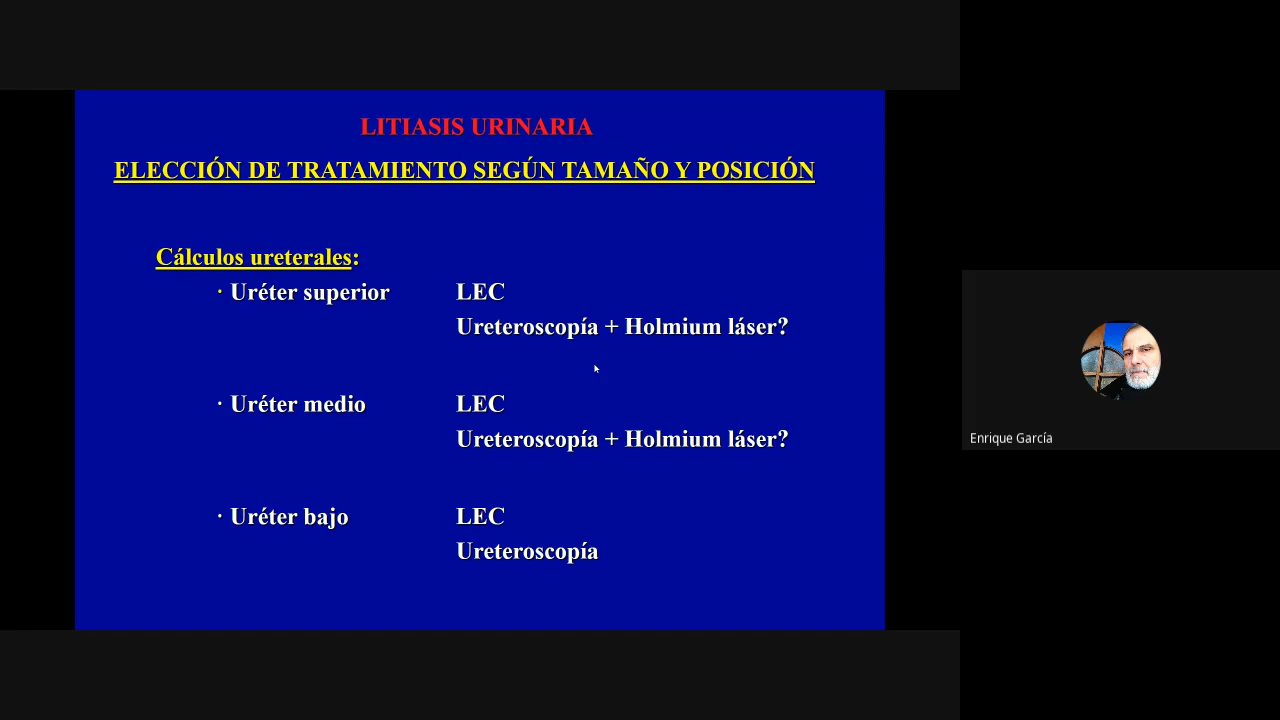 LITIASIS URINARIA
ELECCIÓN DE TRATAMIENTO SEGÚN TAMAÑO Y POSICIÓN
Cálculos ureterales:
· Uréter superior LEC
Ureteroscopía + Holmium láser?
· Uréter medio LEC
Ureteroscopía + Holmium láser?
· Uréter bajo LEC
Ureteroscopía
Enrique García